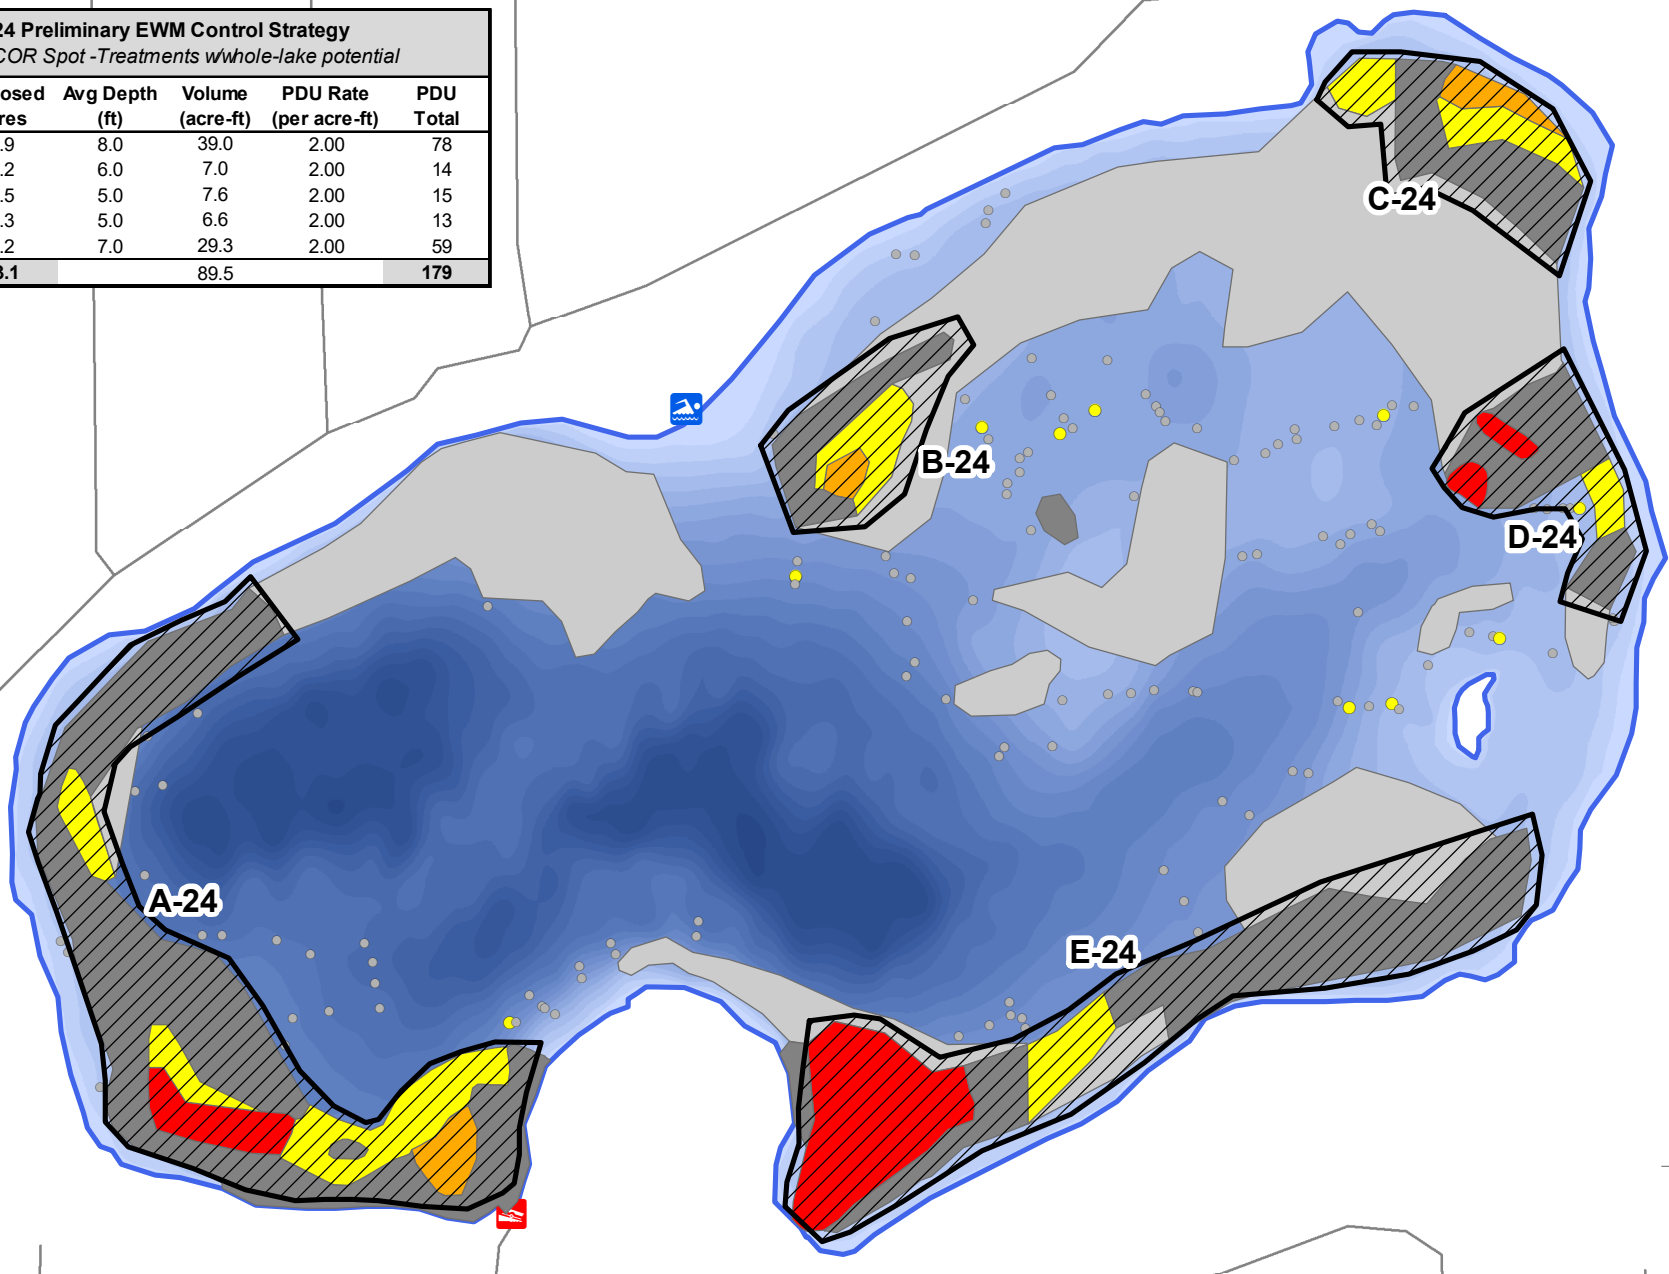 24 Preliminary EWM Control Strategy
COR Spot -Treatments w/whole-lake potential
osed Avg Depth Volume PDU Rate PDU
res (ft) (acre-ft) (per acre-ft) Total
.9 8.0 39.0 2.00 78
.2 6.0 7.0 2.00 14
.5 5.0 7.6 2.00 15
.3 5.0 6.6 2.00 13
.2 7.0 29.3 2.00 59
3.1 89.5 179
C-24
B-24
D-24
A-24
E-24